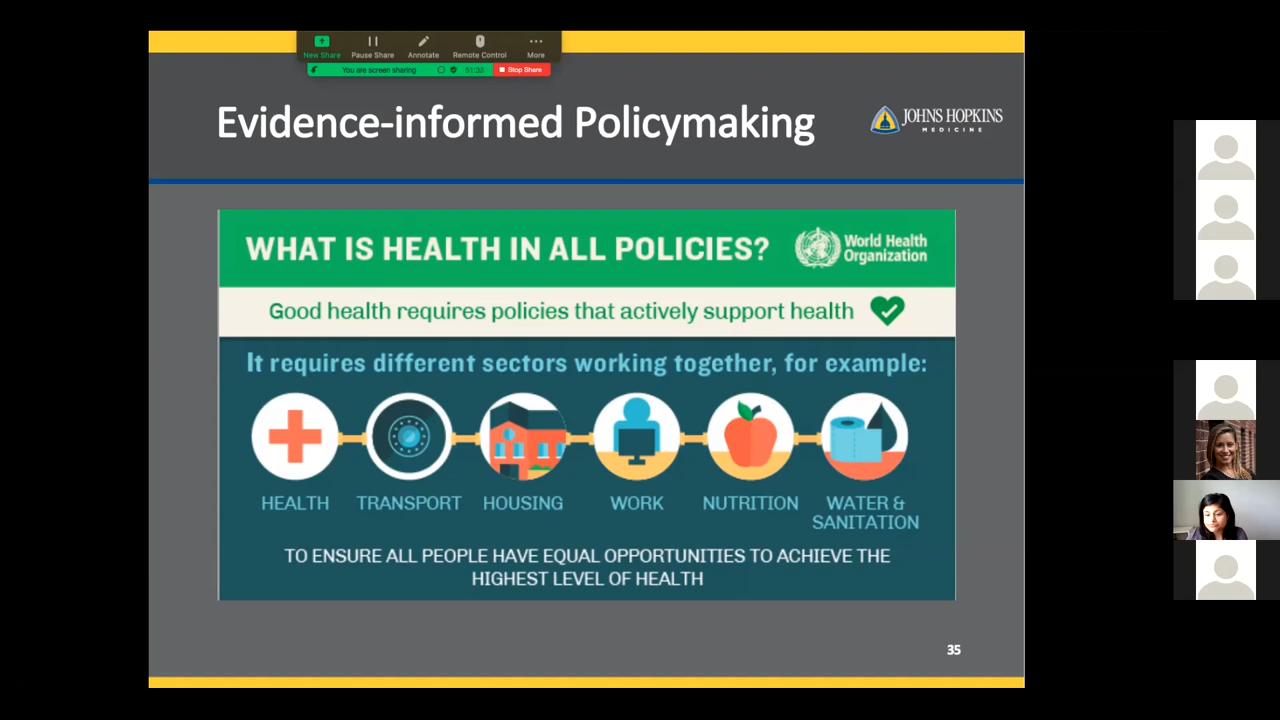 New Share
Pause Share
Annotate
Remote Control
More
You are screen sharing
51:33
Stop Share
Evidence-informed Policymaking
JOHNS HOPKINS
MEDICINE
WHAT IS HEALTH IN ALL POLICIES?
World Health
Organization
Good health requires policies that actively support health
It requires different sectors working together, for example:
HEALTH
TRANSPORT
HOUSING
WORK
NUTRITION
WATER &
SANITATION
TO ENSURE ALL PEOPLE HAVE EQUAL OPPORTUNITIES TO ACHIEVE THE
HIGHEST LEVEL OF HEALTH
35